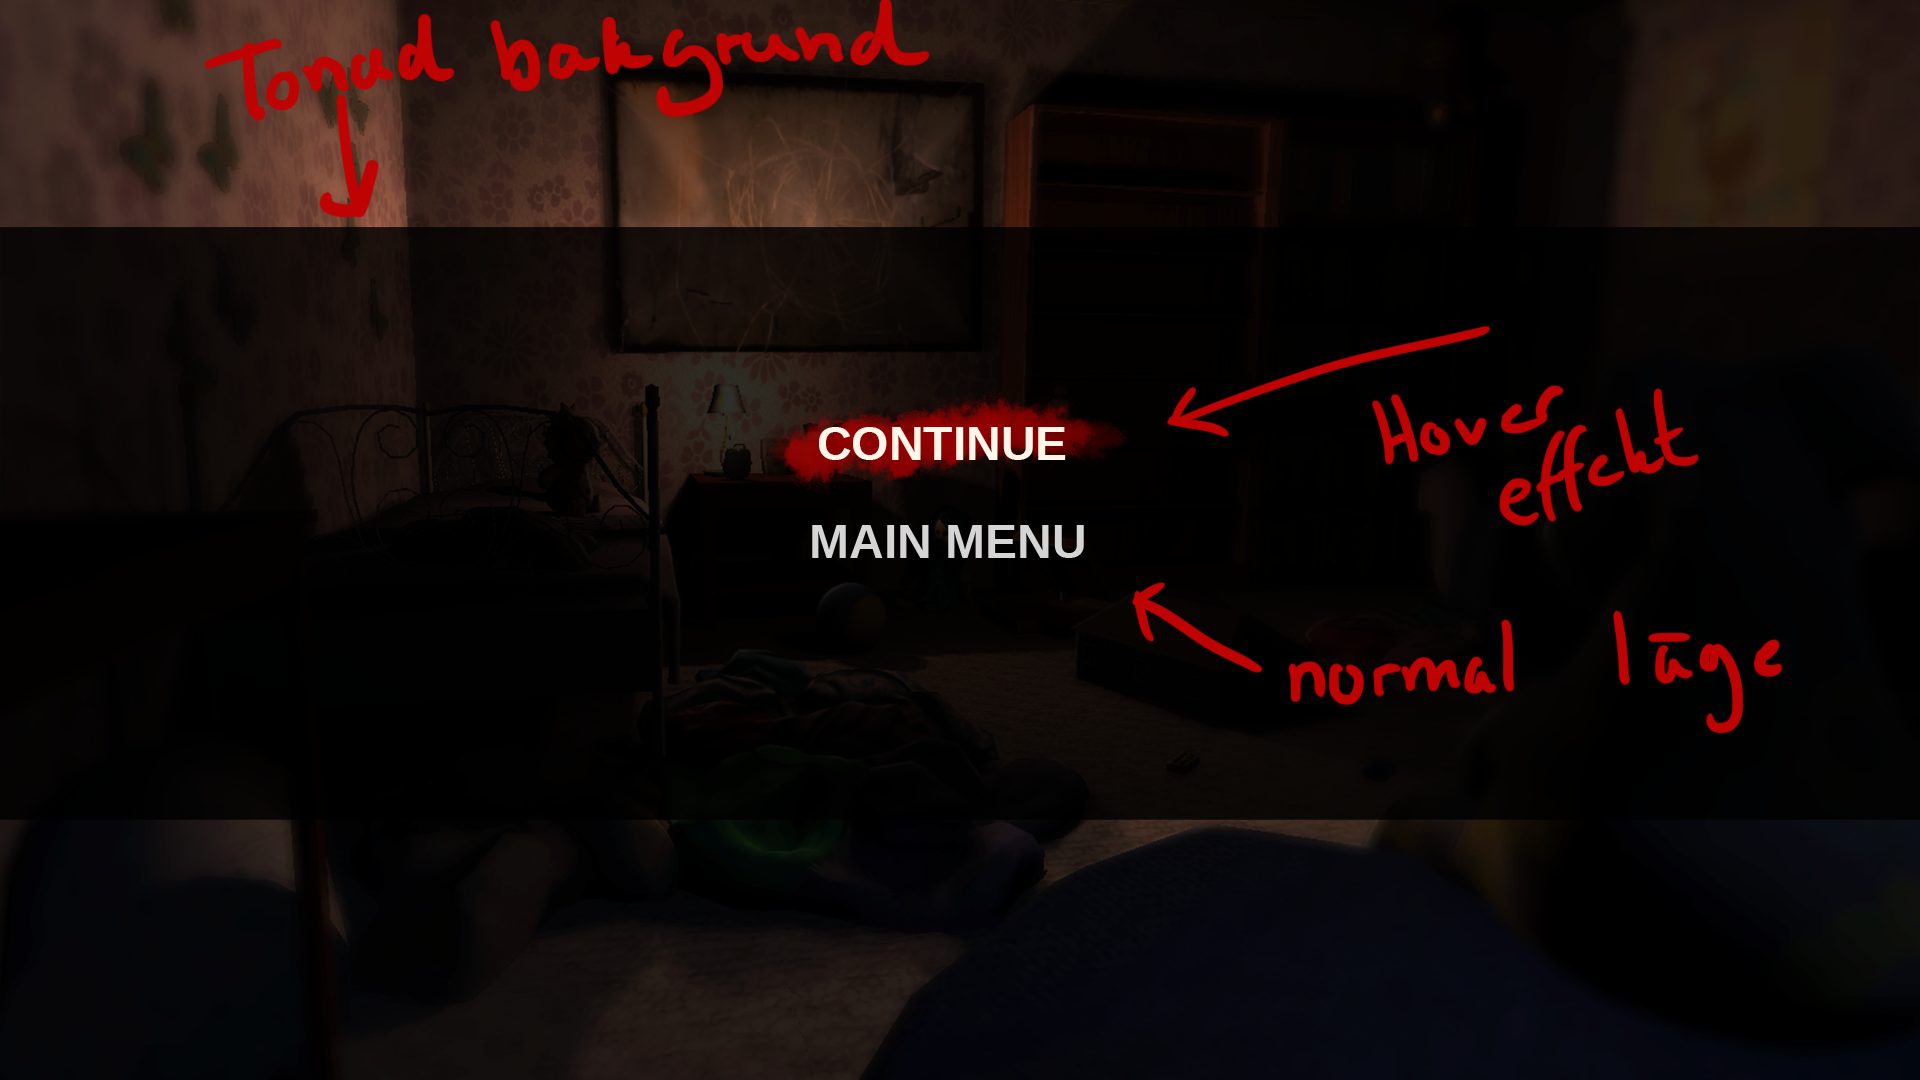 Tonad bakgrund
CONTINUE
Hover
effekt
MAIN MENU
normal läge